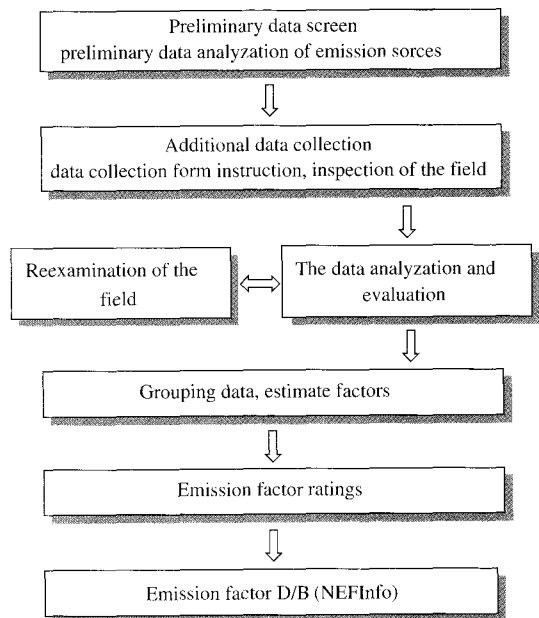 Preliminary data screen
preliminary data analyzation of emission sorces
Additional data collection
data collection form instruction, inspection of the field
Reexamination of the
field
The data analyzation and
evaluation
Grouping data, estimate factors
Emission factor ratings
Emission factor D/B (NEFInfo)